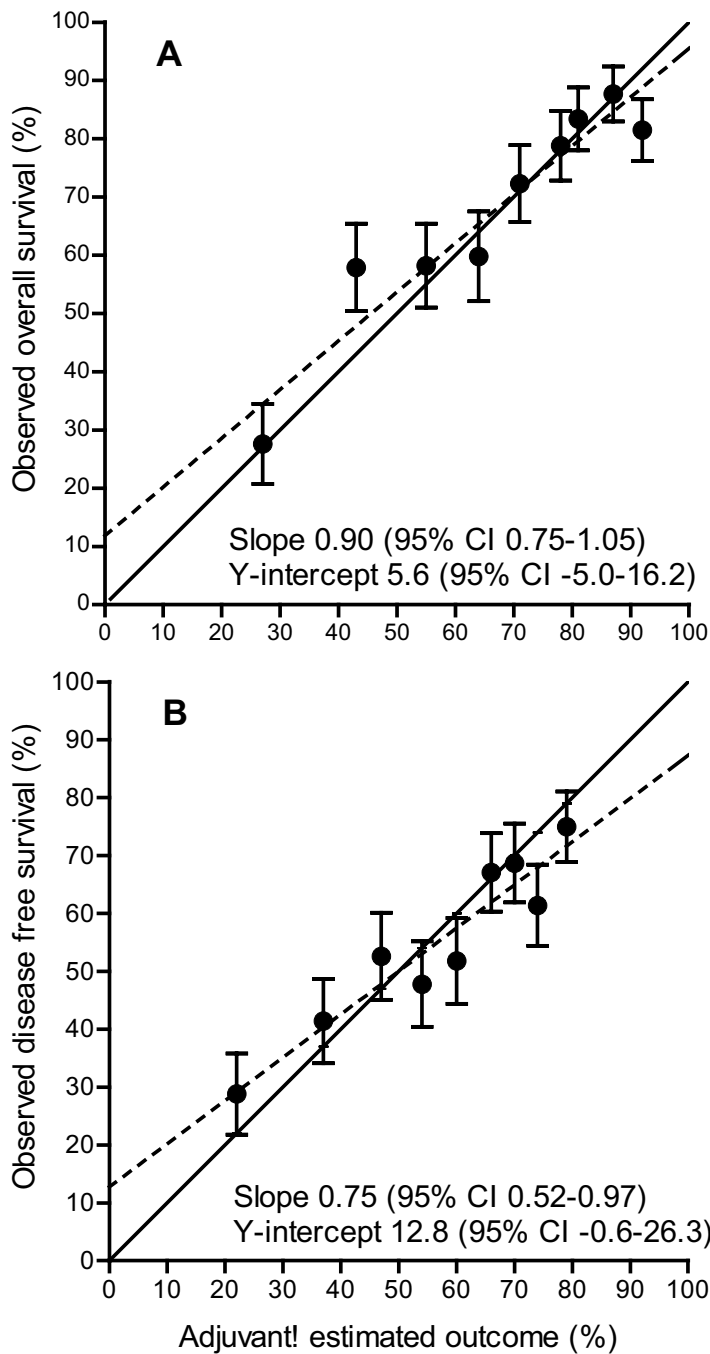 A
Observed overall survival (%)
100
90
80
70
60
50
40
30
20
10
0
Slope 0.90 (95% CI 0.75-1.05)
Y-intercept 5.6 (95% CI -5.0-16.2)
0 10 20 30 40 50 60 70 80 90 100
B
Observed disease free survival (%)
100
90
80
70
60
50
40
30
20
10
0
Slope 0.75 (95% CI 0.52-0.97)
Y-intercept 12.8 (95% CI -0.6-26.3)
0 10 20 30 40 50 60 70 80 90 100
Adjuvant! estimated outcome (%)